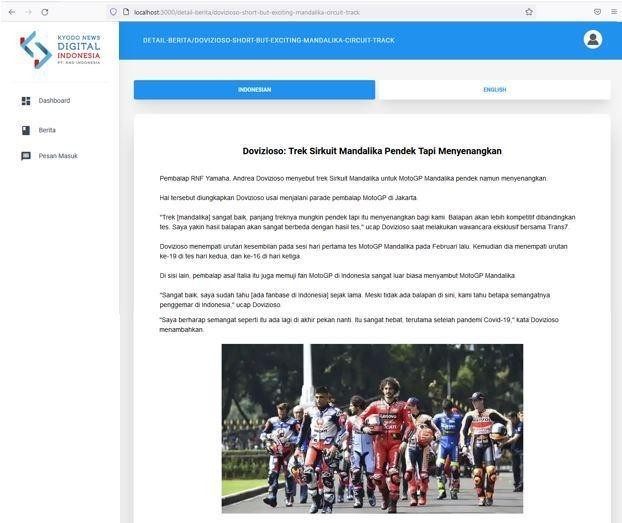 localhost:3000/detail-berita/dovizioso-short-but-exciting-mandalika-circuit-track
KYODO NEWS
DIGITAL
INDONESIA
PT. KND INDONESIA
DETAIL-BERITA/DOVIZIOSO-SHORT-BUT-EXCITING-MANDALIKA-CIRCUIT-TRACK
Dashboard
Berita
Pesan Masuk
INDONESIAN
ENGLISH
Dovizioso: Trek Sirkuit Mandalika Pendek Tapi Menyenangkan
Pembalap RNF Yamaha, Andrea Dovizioso menyebut trek Sirkuit Mandalika untuk MotoGP Mandalika pendek namun menyenangkan.
Hal tersebut diungkapkan Dovizioso usai menjalani parade pembalap MotoGP di Jakarta.
"Trek [mandalika] sangat baik, panjang treknya mungkin pendek tapi itu menyenangkan bagi kami. Balapan akan lebih kompetitif dibandingkan
tes. Saya yakin hasil balapan akan sangat berbeda dengan hasil tes," ucap Dovizioso saat melakukan wawancara eksklusif bersama Trans7.
Dovizioso menempati urutan kesembilan pada sesi hari pertama tes MotoGP Mandalika pada Februari lalu. Kemudian dia menempati urutan
ke-19 di tes hari kedua, dan ke-16 di hari ketiga.
Di sisi lain, pembalap asal Italia itu juga memuji fan MotoGP di Indonesia sangat luar biasa menyambut MotoGP Mandalika.
"Sangat baik, saya sudah tahu [ada fanbase di Indonesia] sejak lama. Meski tidak ada balapan di sini, kami tahu betapa semangatnya
penggemar di Indonesia," ucap Dovizioso.
"Saya berharap semangat seperti itu ada lagi di akhir pekan nanti. Itu sangat hebat, terutama setelah pandemi Covid-19," kata Dovizioso
menambahkan.
Lenovo